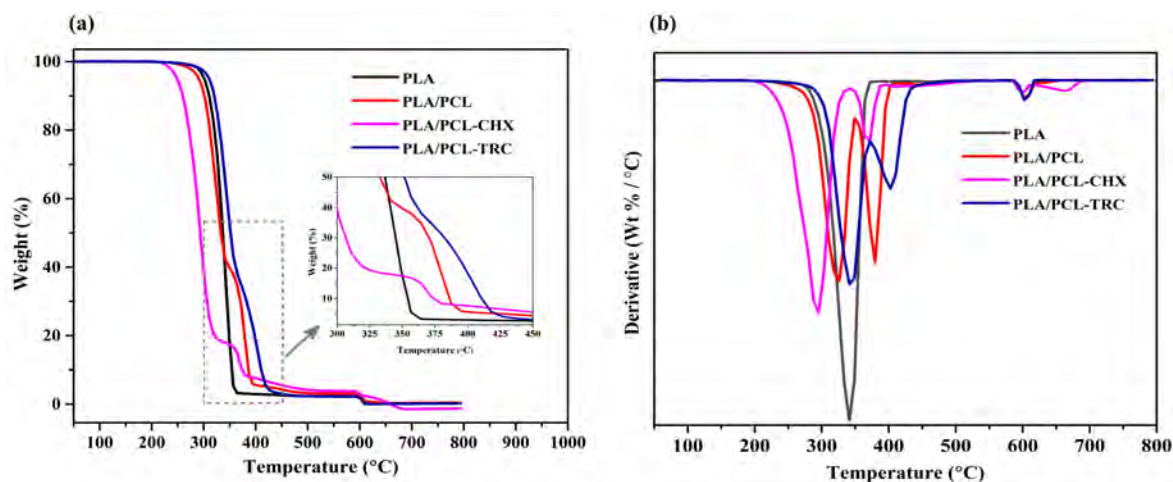 (a)
100
80
60
40
20
0
Weight (%)
PLA
PLA/PCL
PLA/PCL-CHX
PLA/PCL-TRC
50
40
30
20
10
Weight (%)
300 325 350 375 400 425 450
Temperature (°C)
100 200 300 400 500 600 700 800 900 1000
Temperature (°C)
(b)
Derivative (Wt % / °C)
PLA
PLA/PCL
PLA/PCL-CHX
PLA/PCL-TRC
100 200 300 400 500 600 700 800
Temperature (°C)